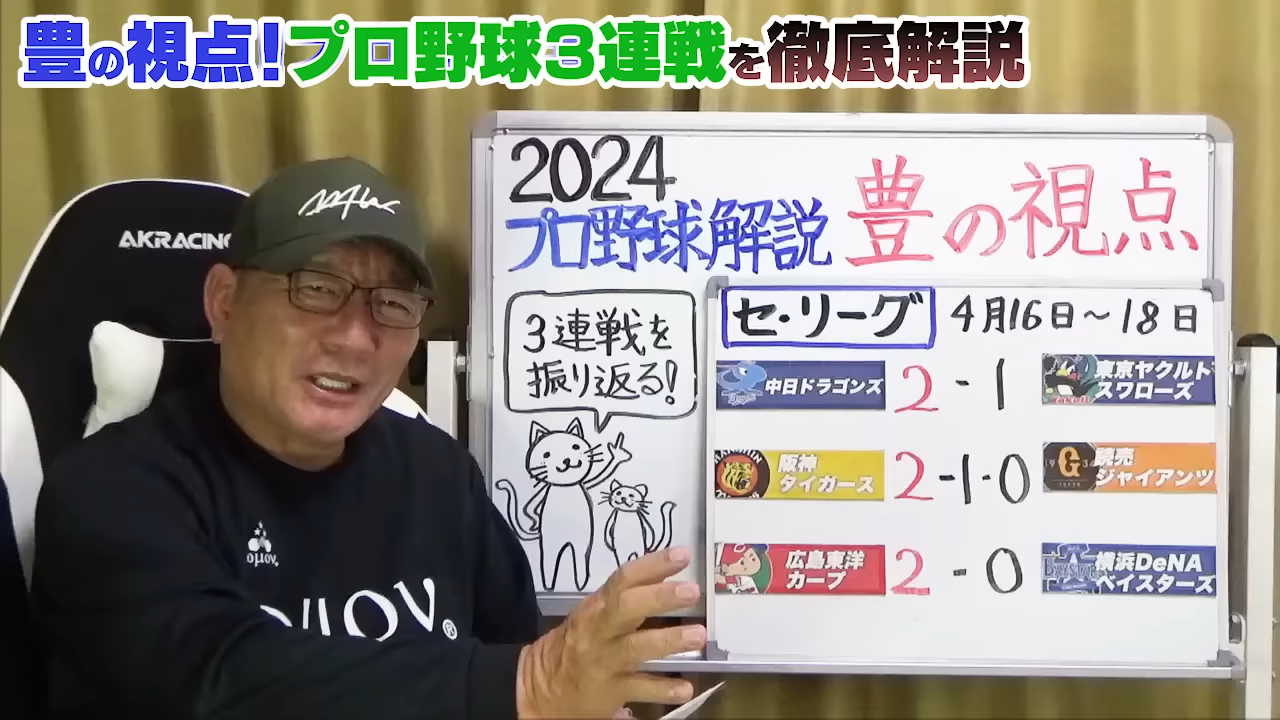 豊の視点!プロ野球3連戦を徹底解説
2024
プロ野球解説 豊の視点
AKRACING
3連戦を
振り返る!
セ・リーグ 4月16日～18日
中日ドラゴンズ 2-1 東京ヤクルト
スワローズ
阪神
タイガース 2-1-0 読売
ジャイアンツ
広島東洋
カープ 2-0 横浜DeNA
ベイスターズ